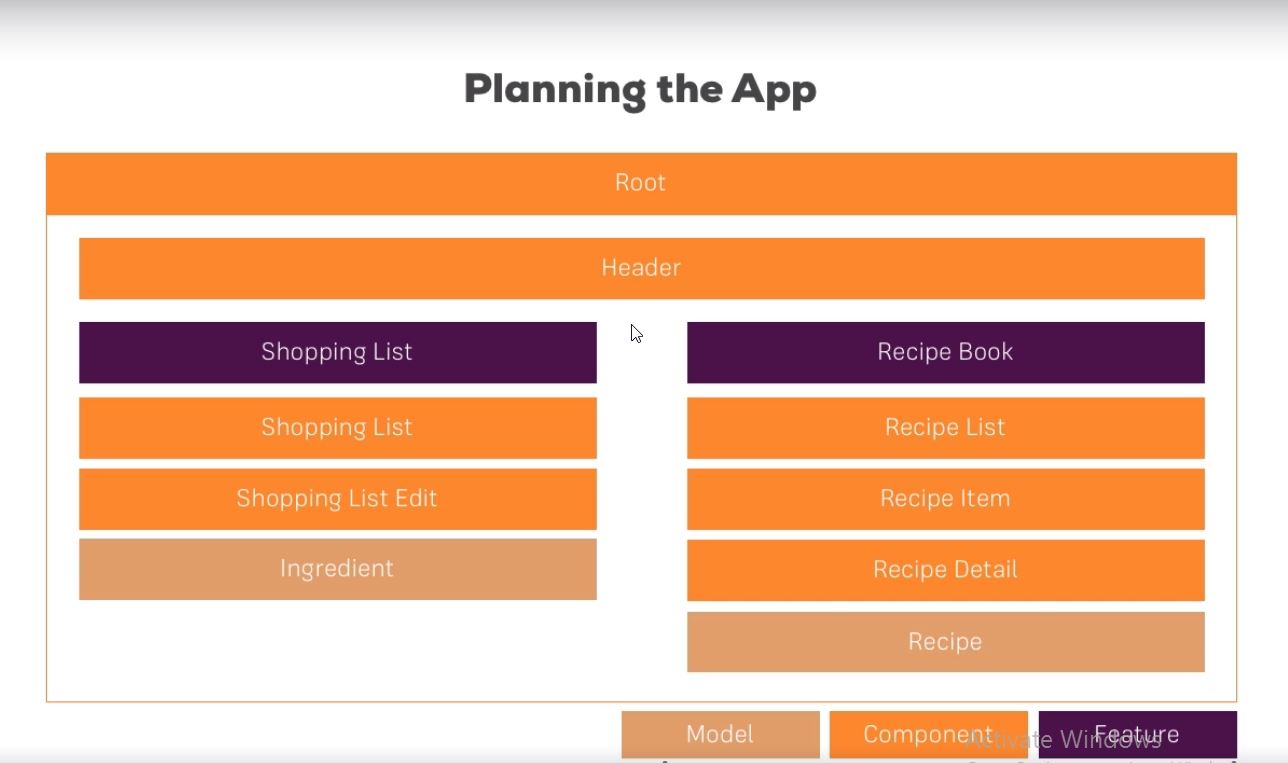 Planning the App
Root
Header
Shopping List
Recipe Book
Shopping List
Recipe List
Shopping List Edit
Recipe Item
Ingredient
Recipe Detail
Recipe
Model
Component
Feature
Activate Windows